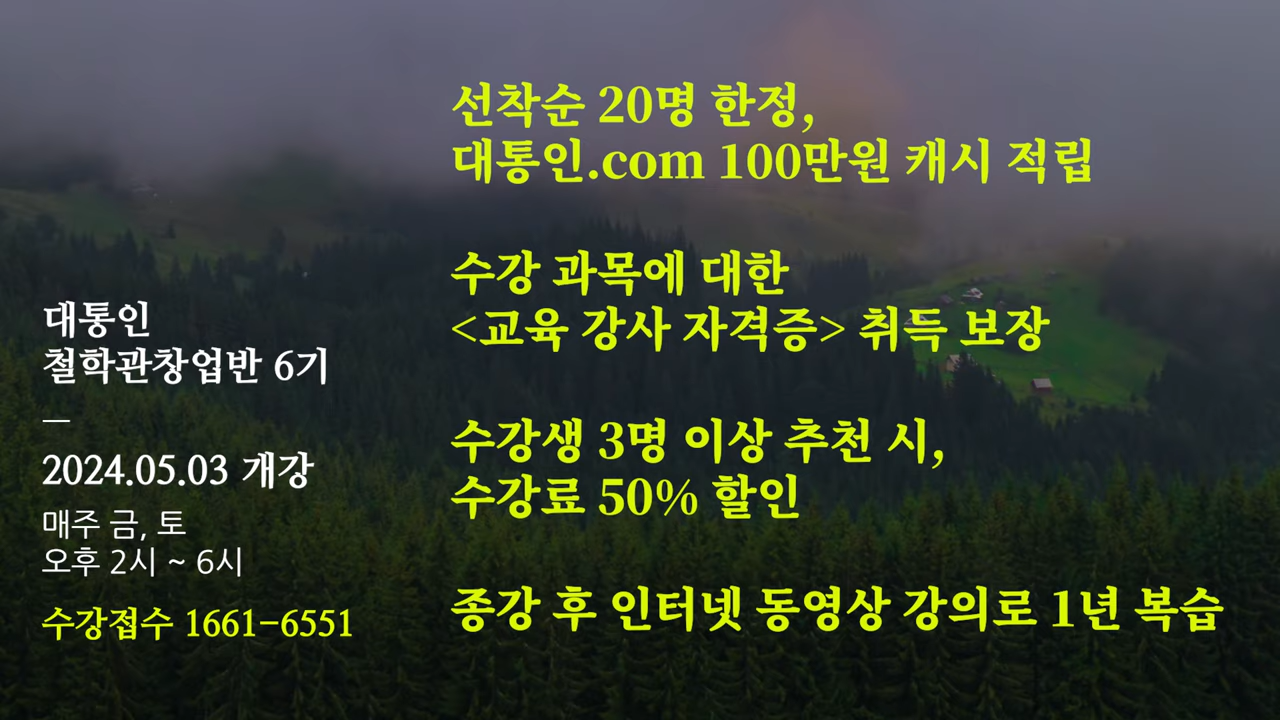 대통인
철학관창업반 6기
—
2024.05.03 개강
매주 금, 토
오후 2시 ~ 6시
수강접수 1661-6551
선착순 20명 한정,
대통인.com 100만원 캐시 적립
수강 과목에 대한
<교육 강사 자격증> 취득 보장
수강생 3명 이상 추천 시,
수강료 50% 할인
종강 후 인터넷 동영상 강의로 1년 복습